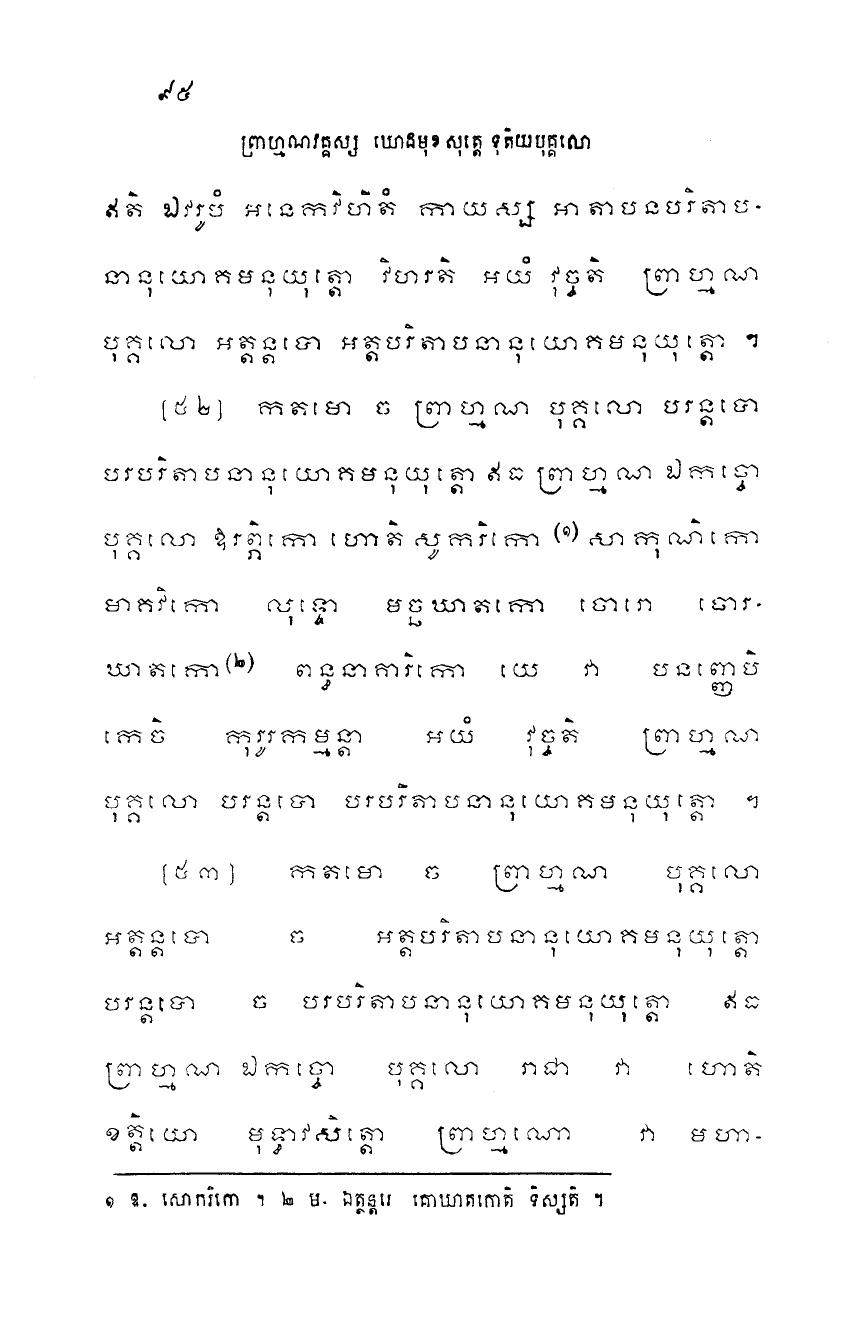 ៩៥
ព្រាហ្មណវគ្គស្ស ឃោដមុខសុត្តេ ទុតិយបុគ្គលោ
ឥតិ ឯវរូបំ អនេកវិហិតំ កាយស្ស អាតាបនបរិតាប-
នានុយោគមនុយុត្តោ វិហរតិ អយំ វុច្ចតិ ព្រាហ្មណ
បុគ្គលោ អត្តន្តបោ អត្តបរិតាបនានុយោគមនុយុត្តោ ។
[៥២] កតមោ ច ព្រាហ្មណ បុគ្គលោ បរន្តបោ
បរបរិតាបនានុយោគមនុយុត្តោ ឥធ ព្រាហ្មណ ឯកច្ចោ
បុគ្គលោ ឱរព្ភិកោ ហោតិ សូករិកោ (១) សាកុណិកោ
មាគវិកោ លុទ្ទោ មច្ឆឃាតកោ ចោរោ ចោរ-
ឃាតកោ(២) ពន្ធនាគារិកោ យេ វា បនញ្ញេបិ
កេចិ កុរូរកម្មន្តា អយំ វុច្ចតិ ព្រាហ្មណ
បុគ្គលោ បរន្តបោ បរបរិតាបនានុយោគមនុយុត្តោ ។
[៥៣] កតមោ ច ព្រាហ្មណ បុគ្គលោ
អត្តន្តបោ ច អត្តបរិតាបនានុយោគមនុយុត្តោ
បរន្តបោ ច បរបរិតាបនានុយោគមនុយុត្តោ ឥធ
ព្រាហ្មណ ឯកច្ចោ បុគ្គលោ រាជា វា ហោតិ
ខត្តិយោ មុទ្ធាវសិត្តោ ព្រាហ្មណោ វា មហា-
១ ឱ. សោករិកោ ។ ២ ម. ឯត្ថន្តរេ គោឃាតកោតិ ទិស្សតិ ។